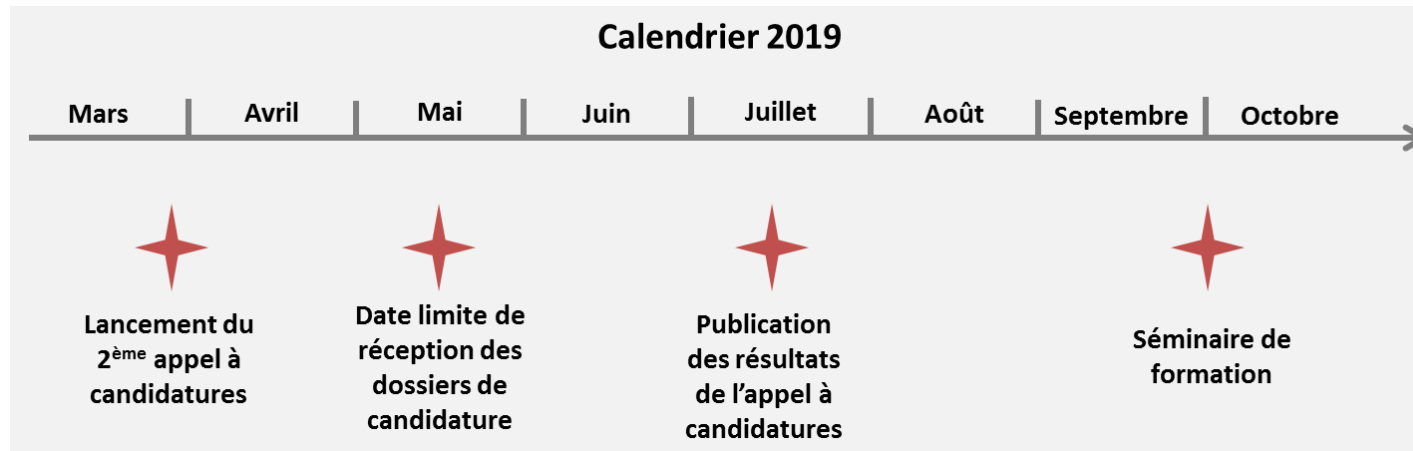 Calendrier 2019
Mars
Avril
Mai
Juin
Juillet
Août
Septembre
Octobre
Lancement du
2ème appel à
candidatures
Date limite de
réception des
dossiers de
candidature
Publication
des résultats
de l’appel à
candidatures
Séminaire de
formation